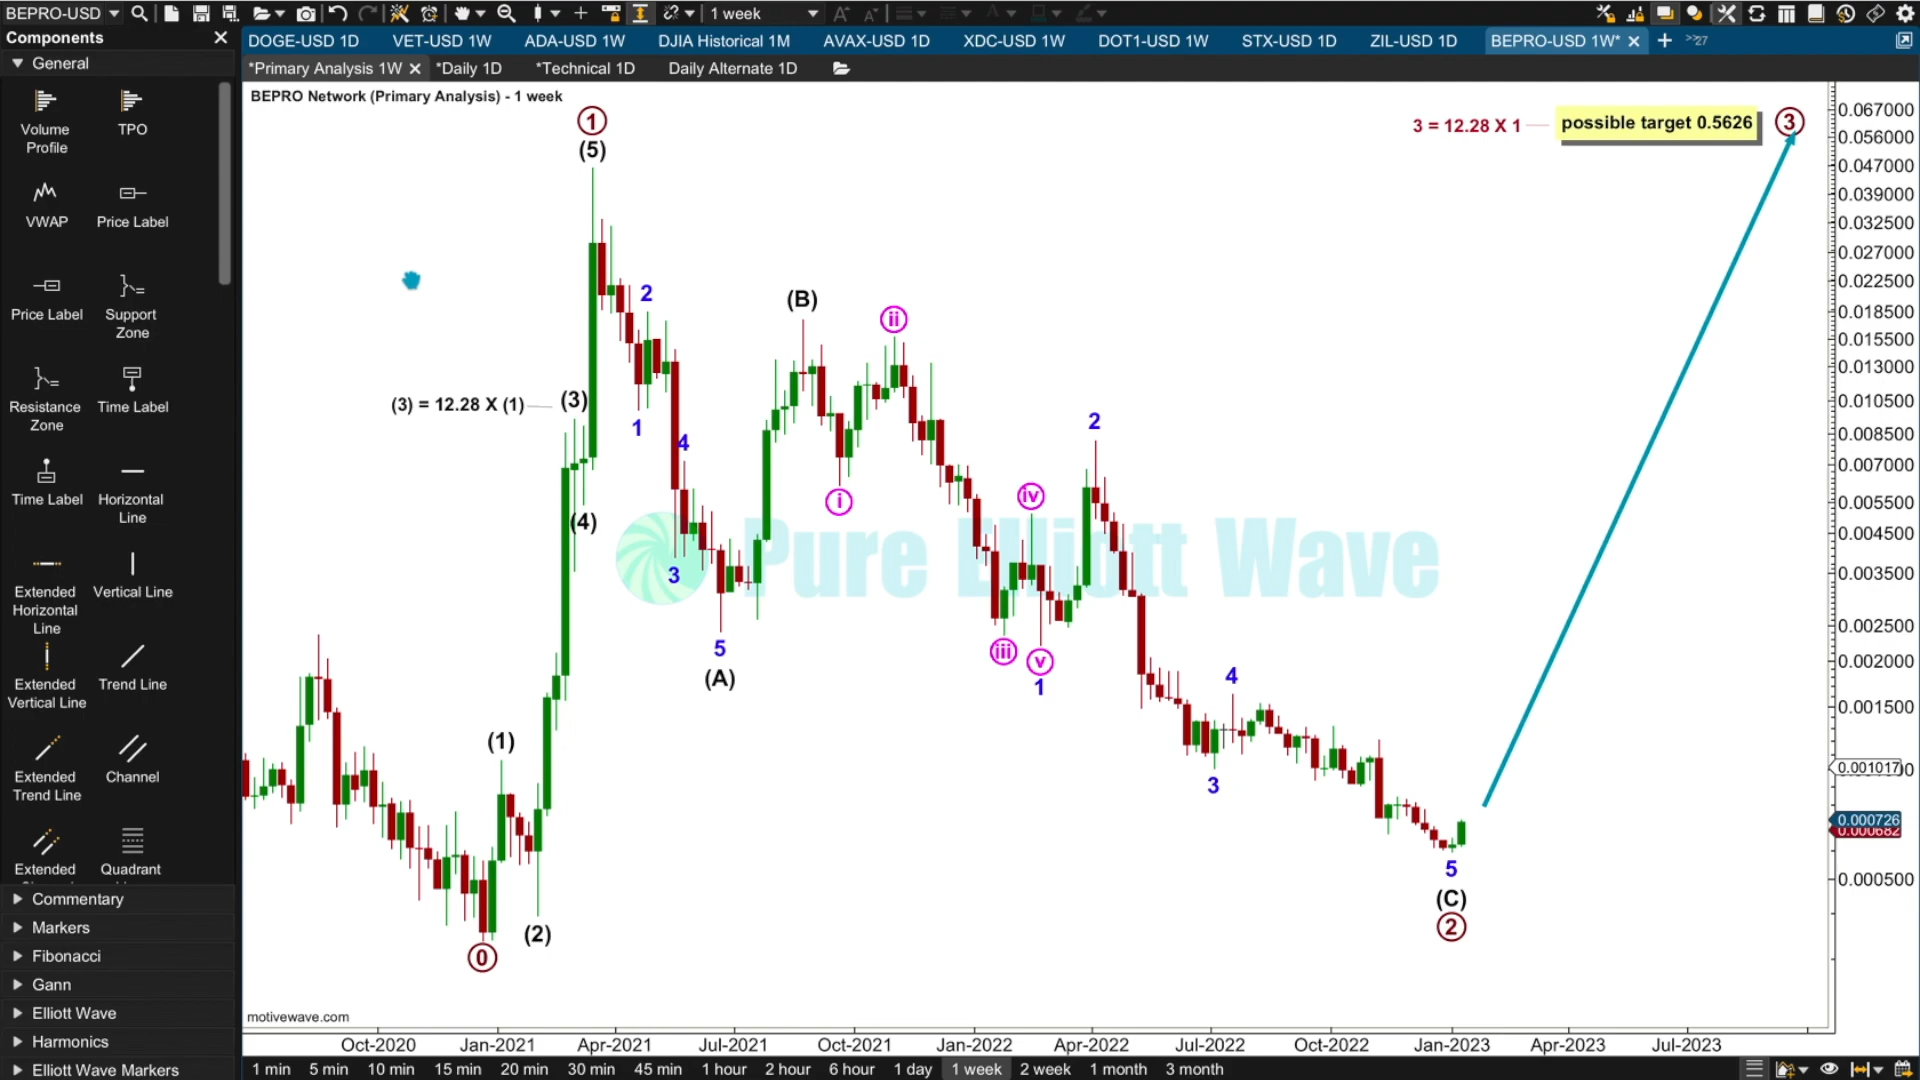 BEPRO-USD
1 week
Components
General
Volume Profile
TPO
VWAP
Price Label
Price Label
Support Zone
Resistance Zone
Time Label
Time Label
Horizontal Line
Extended Horizontal Line
Vertical Line
Extended Vertical Line
Trend Line
Extended Trend Line
Channel
Extended
Quadrant
Commentary
Markers
Fibonacci
Gann
Elliott Wave
Harmonics
Elliott Wave Markers
DOGE-USD 1D VET-USD 1W ADA-USD 1W DJIA Historical 1M AVAX-USD 1D XDC-USD 1W DOT1-USD 1W STX-USD 1D ZIL-USD 1D BEPRO-USD 1W* + »27
*Primary Analysis 1W *Daily 1D *Technical 1D Daily Alternate 1D
BEPRO Network (Primary Analysis) - 1 week
1
(5)
3 = 12.28 X 1
possible target 0.5626
3
2
(B)
ii
(3) = 12.28 X (1)
(3)
1
4
2
i
iv
(4)
Pure Elliott Wave
3
5
(A)
iii
v
1
4
(1)
3
5
(C)
2
(2)
0
motivewave.com
0.067000
0.056000
0.047000
0.039000
0.032500
0.027000
0.022500
0.018500
0.015500
0.013000
0.010500
0.008500
0.007000
0.005500
0.004500
0.003500
0.002500
0.002000
0.001500
0.001017
0.000726
0.000682
0.000500
Oct-2020 Jan-2021 Apr-2021 Jul-2021 Oct-2021 Jan-2022 Apr-2022 Jul-2022 Oct-2022 Jan-2023 Apr-2023 Jul-2023
1 min 5 min 10 min 15 min 20 min 30 min 45 min 1 hour 2 hour 6 hour 1 day 1 week 2 week 1 month 3 month